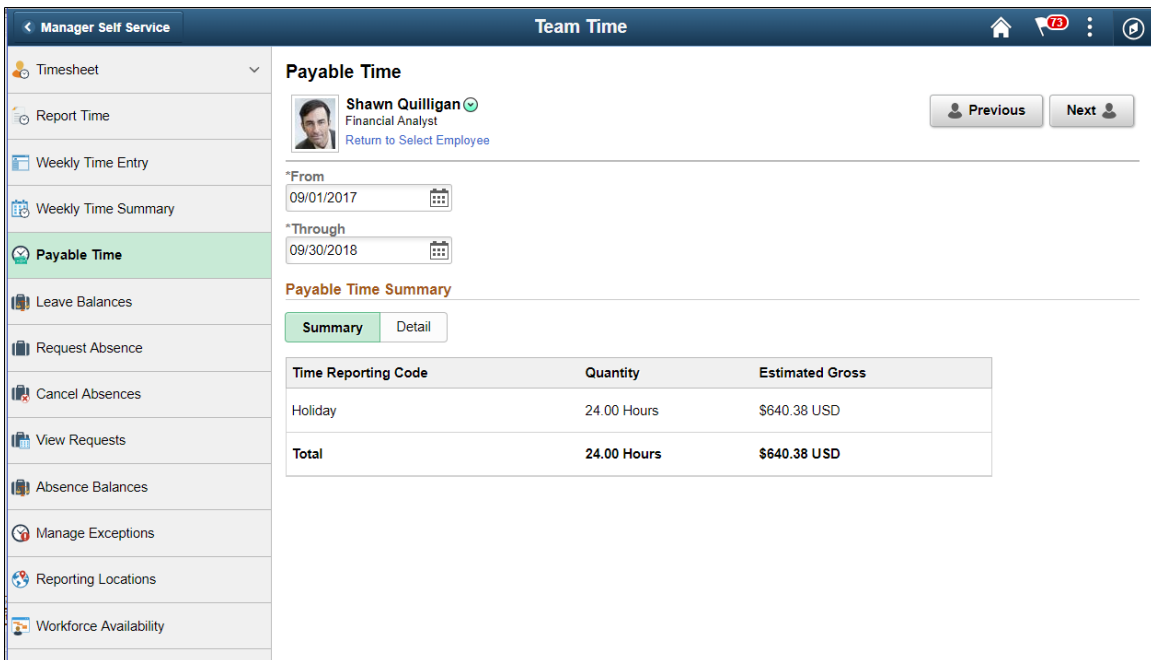 Manager Self Service
Team Time
73
Timesheet
Report Time
Weekly Time Entry
Weekly Time Summary
Payable Time
Leave Balances
Request Absence
Cancel Absences
View Requests
Absence Balances
Manage Exceptions
Reporting Locations
Workforce Availability
Payable Time
Shawn Quilligan
Financial Analyst
Return to Select Employee
Previous
Next
*From
09/01/2017
*Through
09/30/2018
Payable Time Summary
Summary Detail
Time Reporting Code Quantity Estimated Gross
Holiday 24.00 Hours $640.38 USD
Total 24.00 Hours $640.38 USD